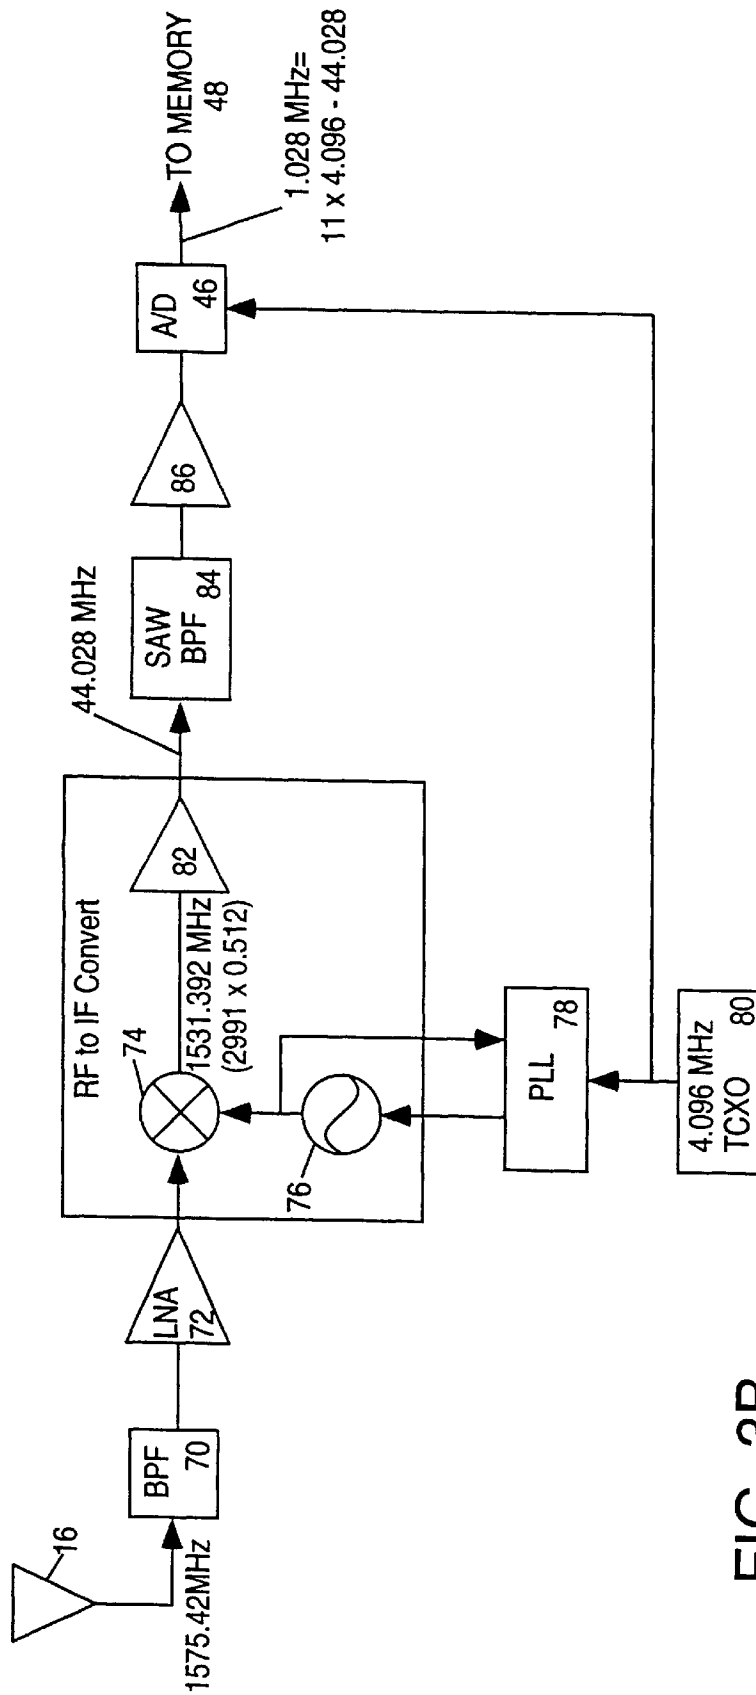 16
1575.42MHz
BPF
70
LNA
72
RF to IF Convert
74
1531.392 MHz
(2991 x 0.512)
76
82
44.028 MHz
SAW
BPF
84
86
A/D
46
TO MEMORY
48
1.028 MHz=
11 x 4.096 - 44.028
PLL
78
4.096 MHz
TCXO
80
FIG